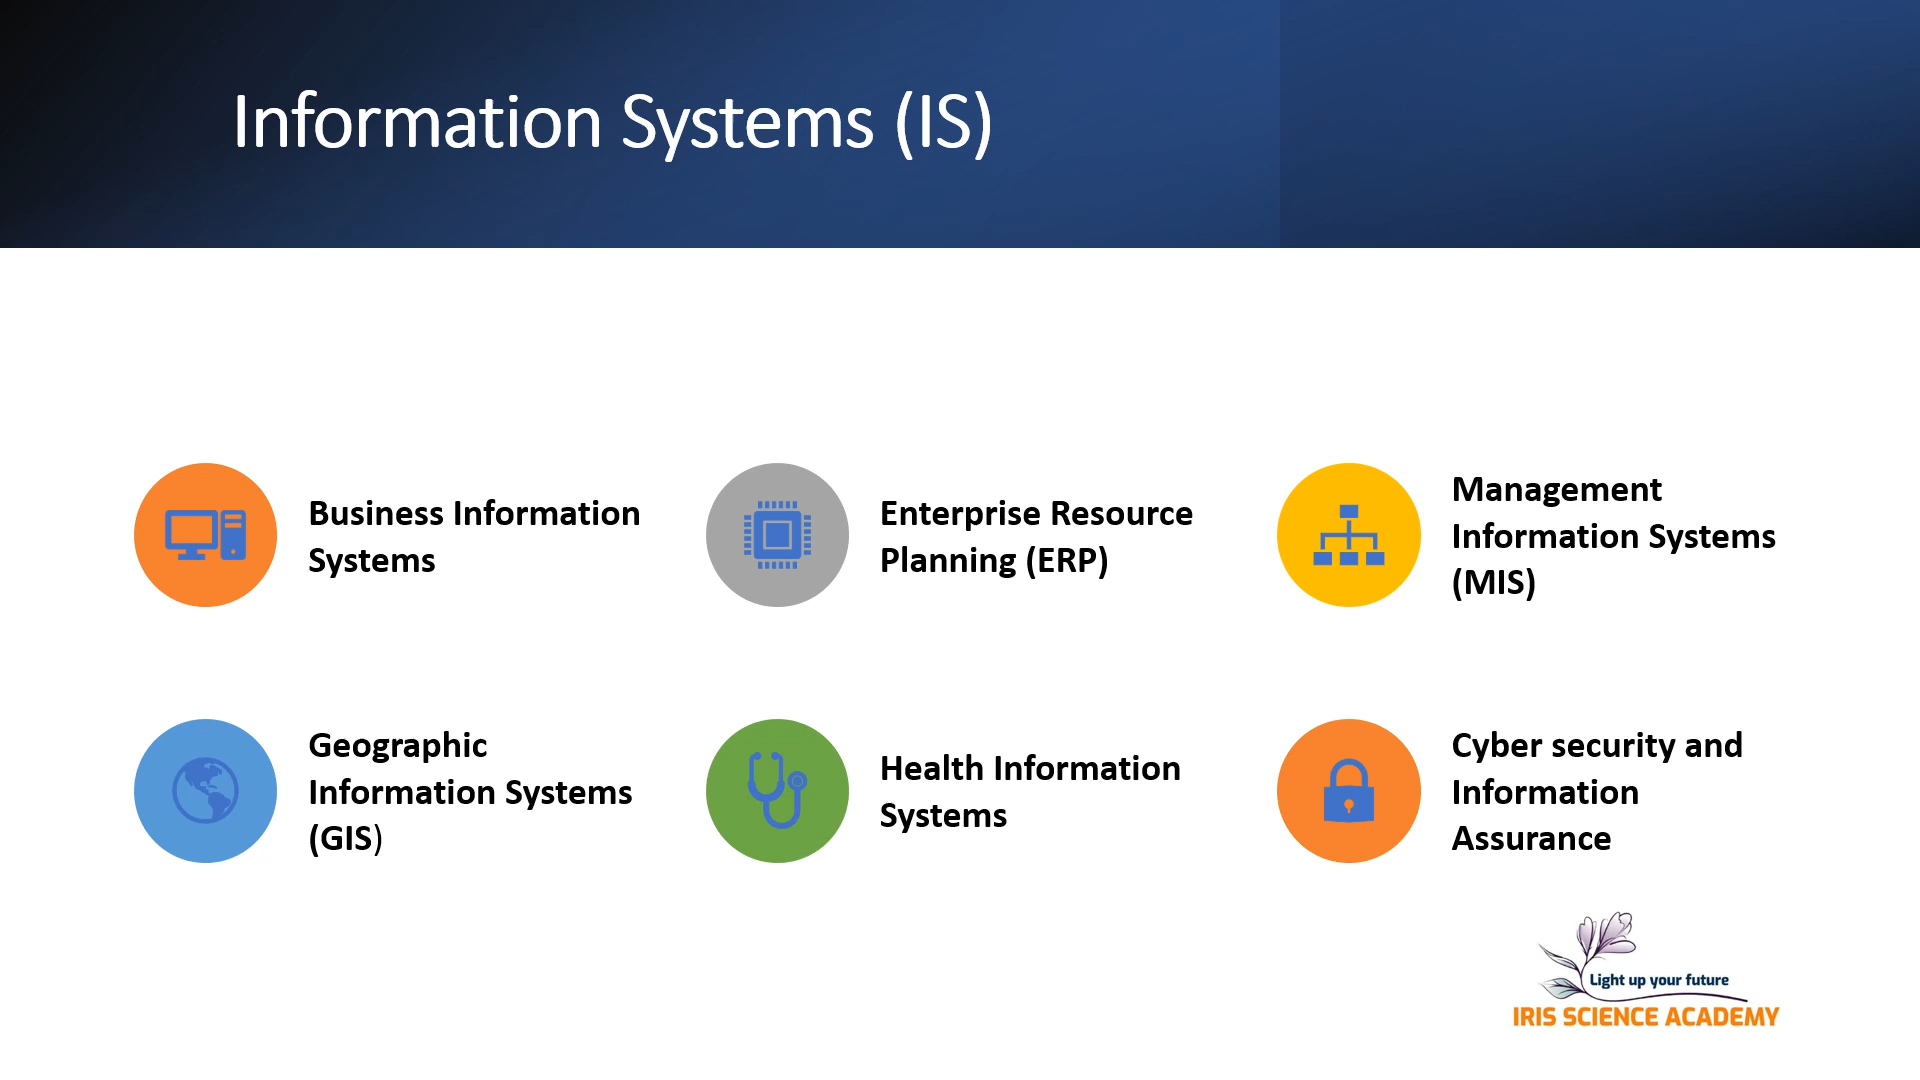 Information Systems (IS)
Business Information
Systems
Enterprise Resource
Planning (ERP)
Management
Information Systems
(MIS)
Geographic
Information Systems
(GIS)
Health Information
Systems
Cyber security and
Information
Assurance
Light up your future
IRIS SCIENCE ACADEMY